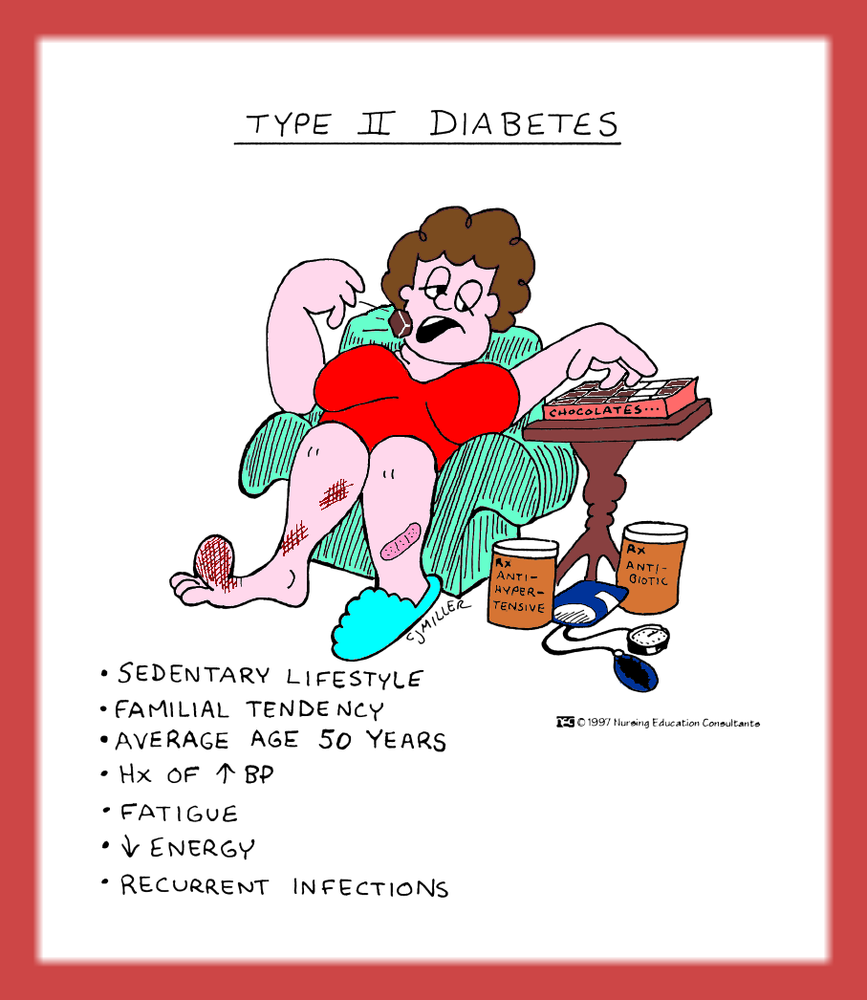 TYPE II DIABETES
CHOCOLATES...
Rx
ANTI-
HYPER-
TENSIVE
Rx
ANTI-
BIOTIC
CJMILLER
• SEDENTARY LIFESTYLE
• FAMILIAL TENDENCY
• AVERAGE AGE 50 YEARS
• Hx OF ↑ BP
• FATIGUE
• ↓ ENERGY
• RECURRENT INFECTIONS
NEC © 1997 Nursing Education Consultants